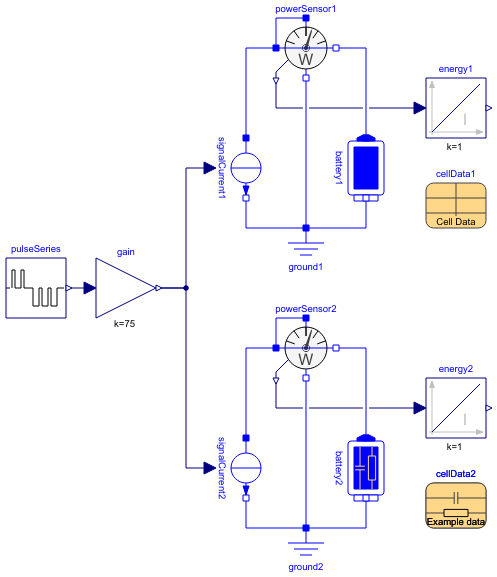 powerSensor1
W
energy1
k=1
signalCurrent1
battery1
cellData1
Cell Data
ground1
pulseSeries
gain
k=75
powerSensor2
W
energy2
k=1
signalCurrent2
battery2
cellData2
Example data
ground2